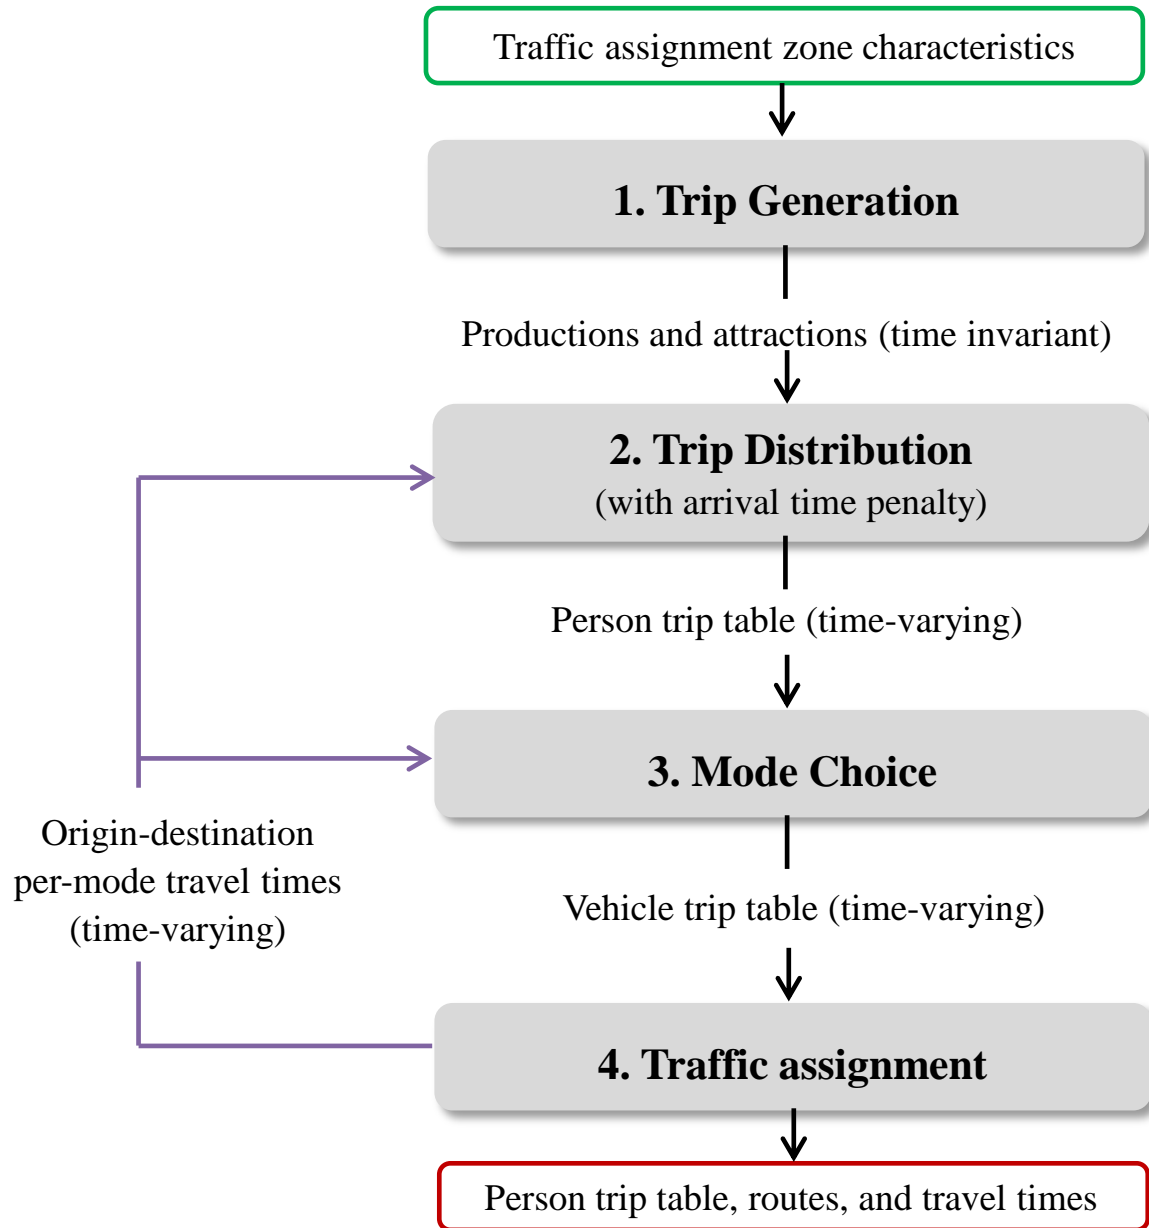 Traffic assignment zone characteristics
1. Trip Generation
Productions and attractions (time invariant)
2. Trip Distribution
(with arrival time penalty)
Person trip table (time-varying)
3. Mode Choice
Origin-destination
per-mode travel times
(time-varying)
Vehicle trip table (time-varying)
4. Traffic assignment
Person trip table, routes, and travel times